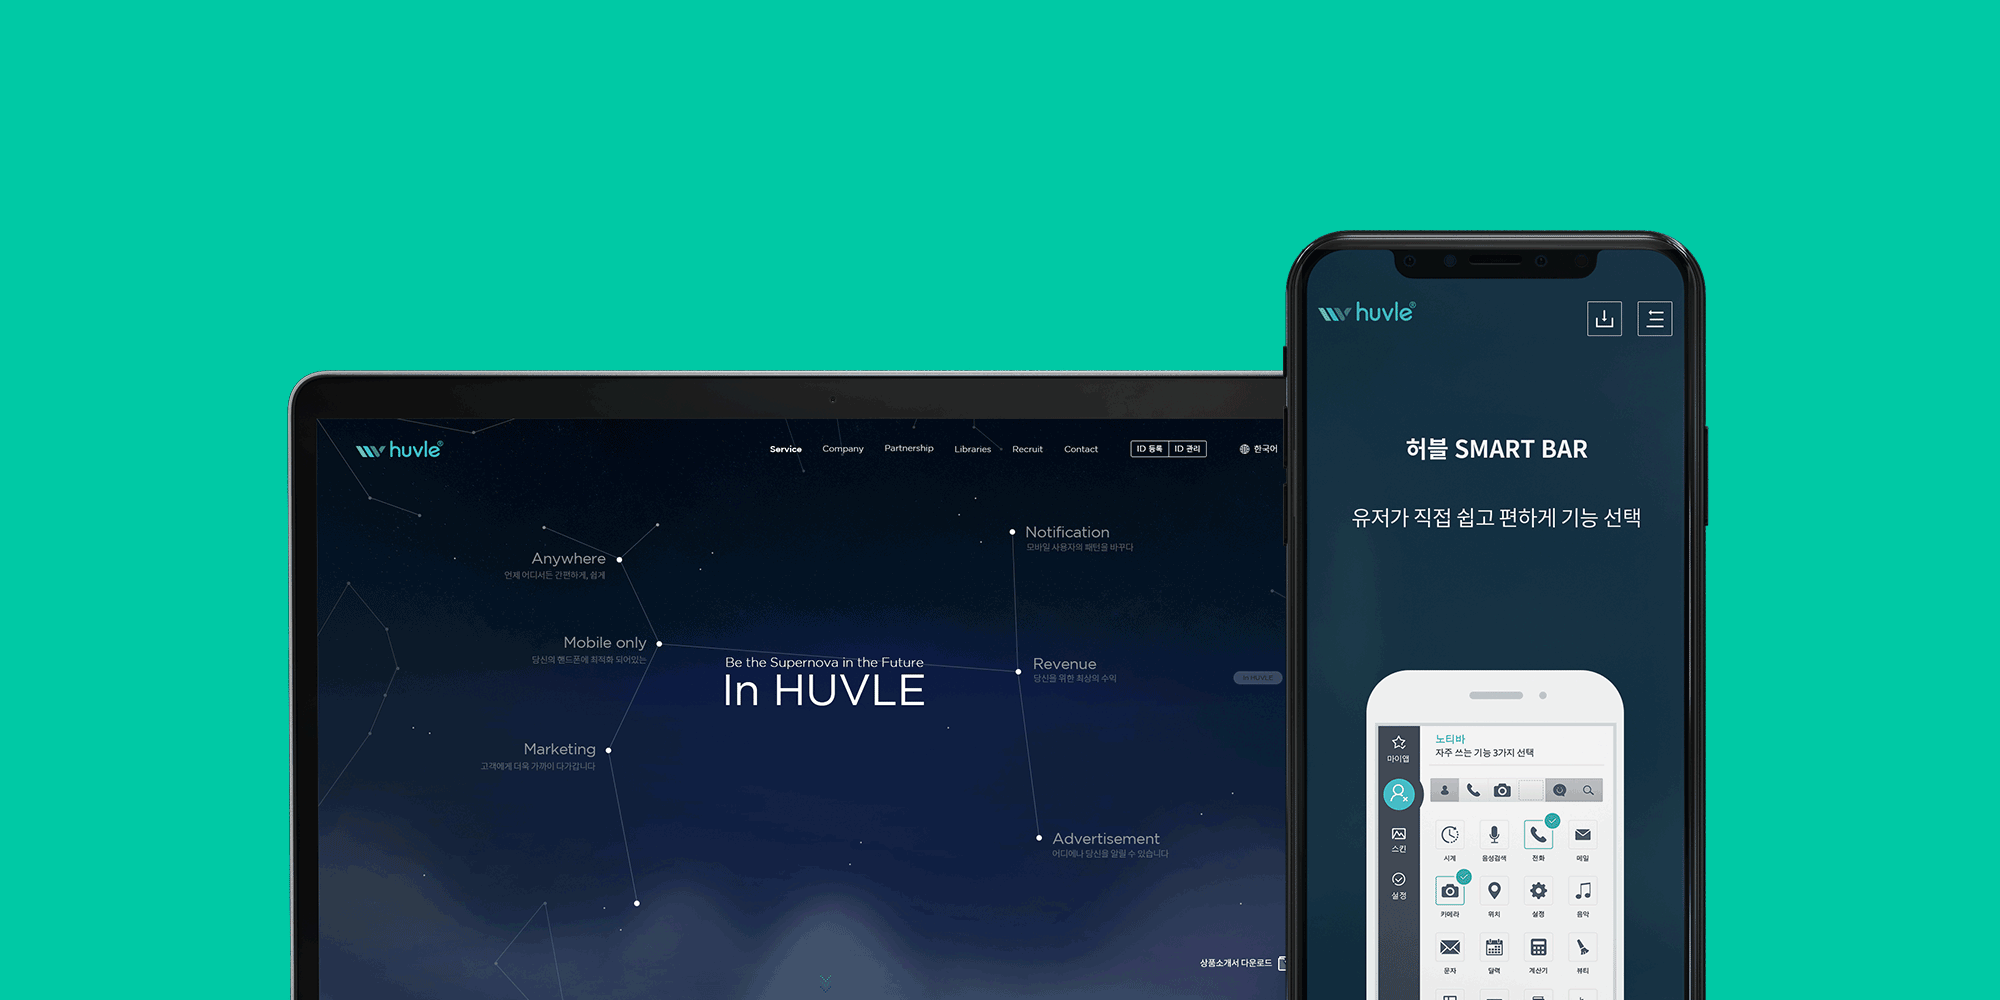 huvle®
Service Company Partnership Libraries Recruit Contact ID 등록 ID 관리 한국어
Anywhere
언제 어디서든 간편하게, 쉽게
Mobile only
당신의 핸드폰에 최적화 되어있는
Marketing
고객에게 더욱 가까이 다가갑니다
Be the Supernova in the Future
In HUVLE
Notification
모바일 사용자의 패턴을 바꾸다
Revenue
당신을 위한 최상의 수익
In HUVLE
Advertisement
어디에나 당신을 알릴 수 있습니다
상품소개서 다운로드
huvle®
허블 SMART BAR
유저가 직접 쉽고 편하게 기능 선택
마이앱
스킨
설정
노티바
자주 쓰는 기능 3가지 선택
시계 음성검색 전화 메일
카메라 위치 설정 음악
문자 달력 계산기 뷰티